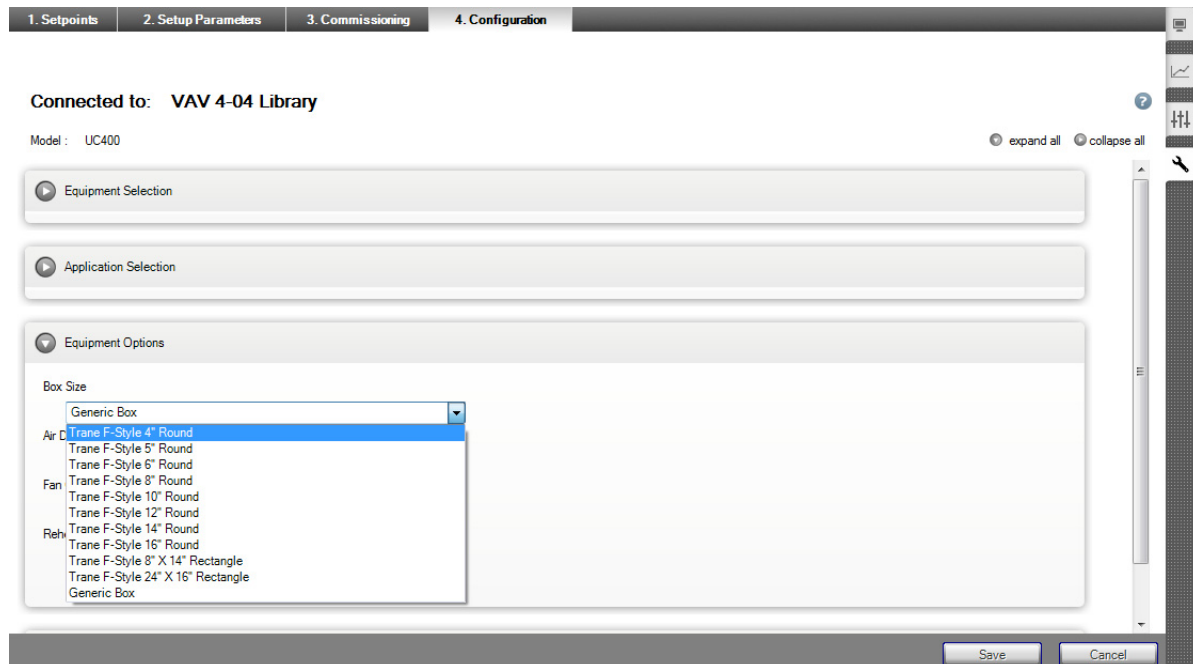 1. Setpoints 2. Setup Parameters 3. Commissioning 4. Configuration
Connected to: VAV 4-04 Library
Model : UC400
expand all collapse all
Equipment Selection
Application Selection
Equipment Options
Box Size
Generic Box
Air D
Trane F-Style 4" Round
Trane F-Style 5" Round
Trane F-Style 6" Round
Fan
Trane F-Style 8" Round
Trane F-Style 10" Round
Trane F-Style 12" Round
Reh
Trane F-Style 14" Round
Trane F-Style 16" Round
Trane F-Style 8" X 14" Rectangle
Trane F-Style 24" X 16" Rectangle
Generic Box
Save Cancel